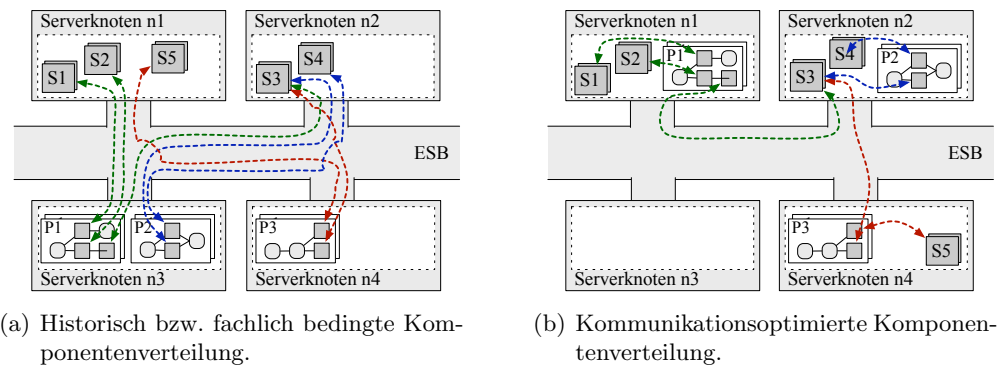 Serverknoten n1
Serverknoten n2
S1
S2
S5
S3
S4
ESB
P1
P2
P3
Serverknoten n3
Serverknoten n4
(a) Historisch bzw. fachlich bedingte Kom-
ponentenverteilung.
Serverknoten n1
Serverknoten n2
S1
S2
P1
S3
S4
P2
ESB
P3
S5
Serverknoten n3
Serverknoten n4
(b) Kommunikationsoptimierte Komponen-
tenverteilung.